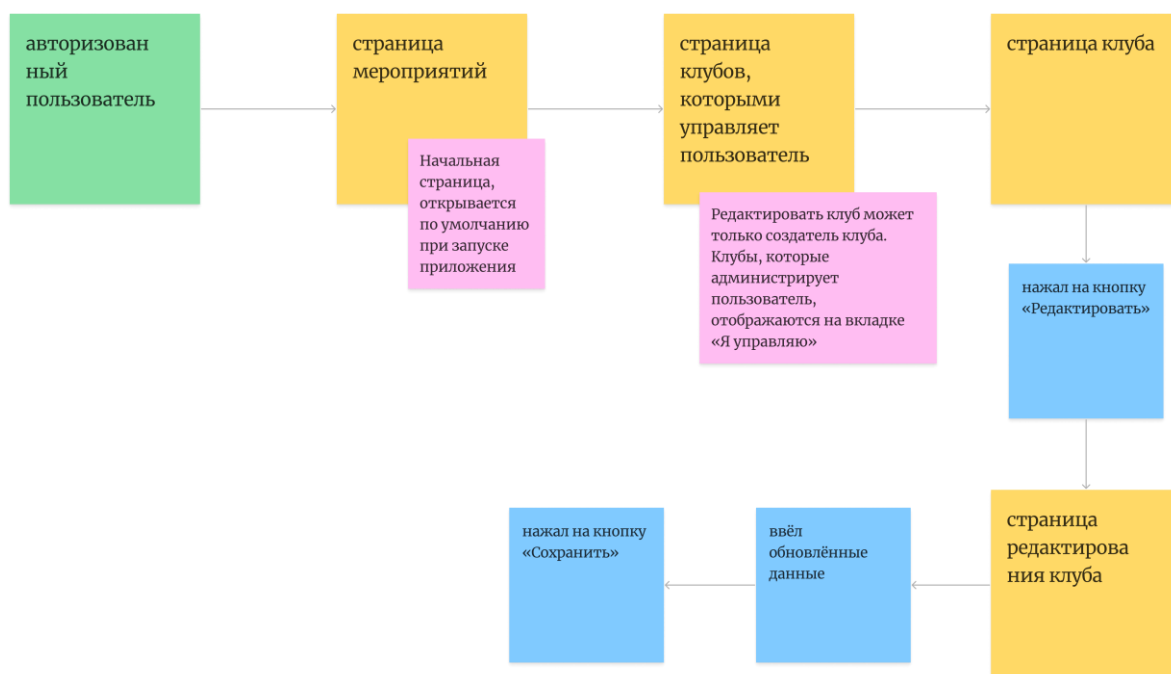 авторизован
ный
пользователь
страница
мероприятий
Начальная
страница,
открывается
по умолчанию
при запуске
приложения
страница
клубов,
которыми
управляет
пользователь
Редактировать клуб может
только создатель клуба.
Клубы, которые
администрирует
пользователь,
отображаются на вкладке
«Я управляю»
страница клуба
нажал на кнопку
«Редактировать»
страница
редактирова
ния клуба
ввёл
обновлённые
данные
нажал на кнопку
«Сохранить»